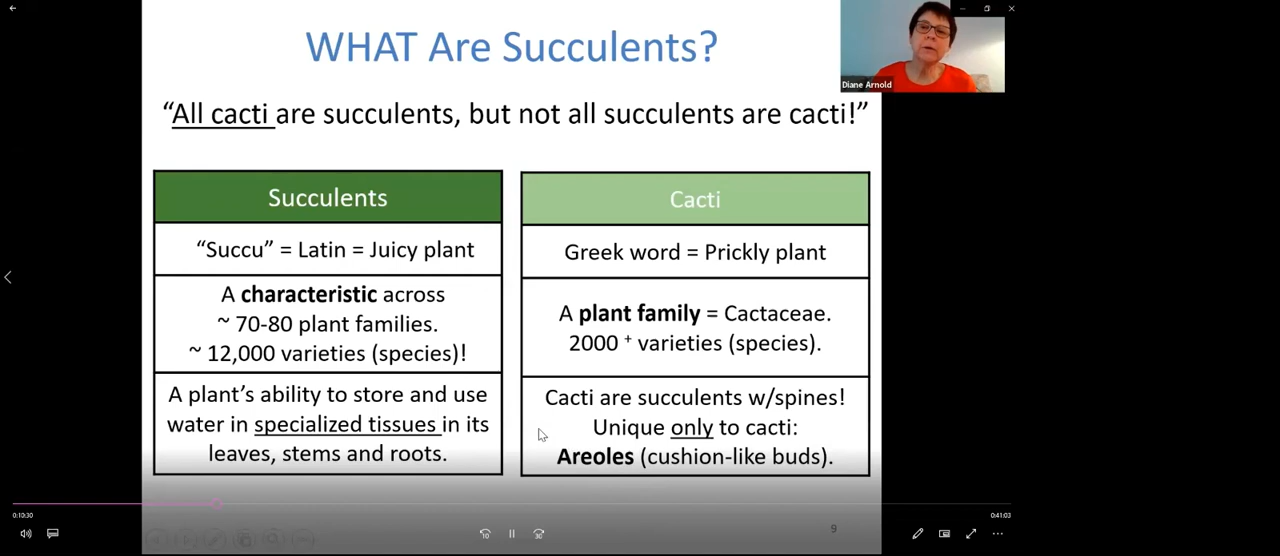 WHAT Are Succulents?
Diane Arnold
“All cacti are succulents, but not all succulents are cacti!”
Succulents
“Succu” = Latin = Juicy plant
A characteristic across
~ 70-80 plant families.
~ 12,000 varieties (species)!
A plant’s ability to store and use
water in specialized tissues in its
leaves, stems and roots.
Cacti
Greek word = Prickly plant
A plant family = Cactaceae.
2000 + varieties (species).
Cacti are succulents w/spines!
Unique only to cacti:
Areoles (cushion-like buds).
0:10:30
0:41:03
10
30
9